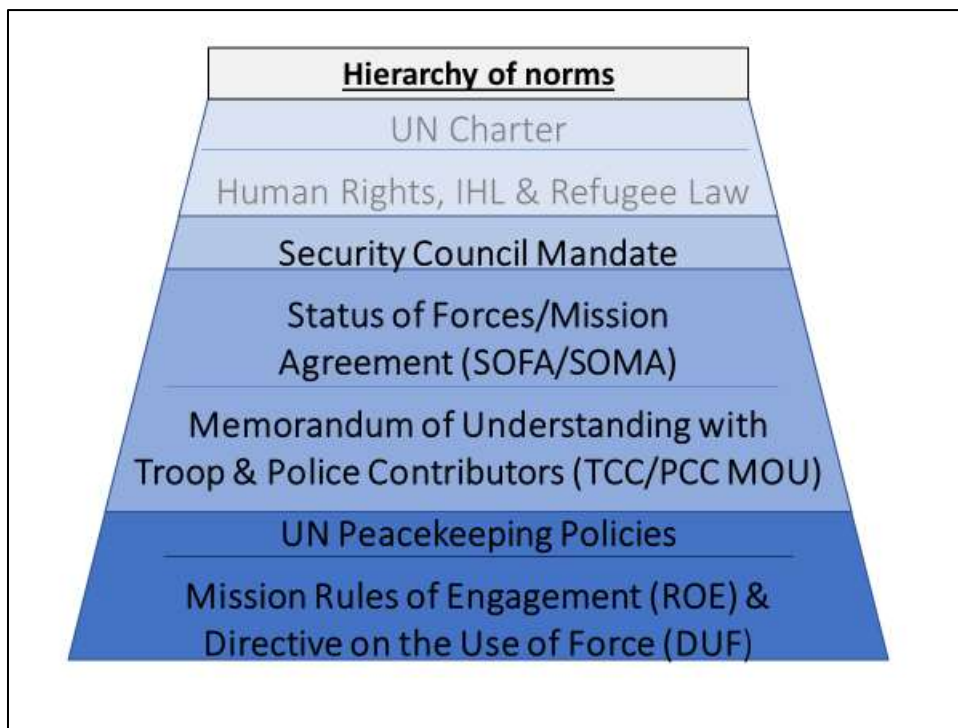 Hierarchy of norms
UN Charter
Human Rights, IHL & Refugee Law
Security Council Mandate
Status of Forces/Mission
Agreement (SOFA/SOMA)
Memorandum of Understanding with
Troop & Police Contributors (TCC/PCC MOU)
UN Peacekeeping Policies
Mission Rules of Engagement (ROE) &
Directive on the Use of Force (DUF)